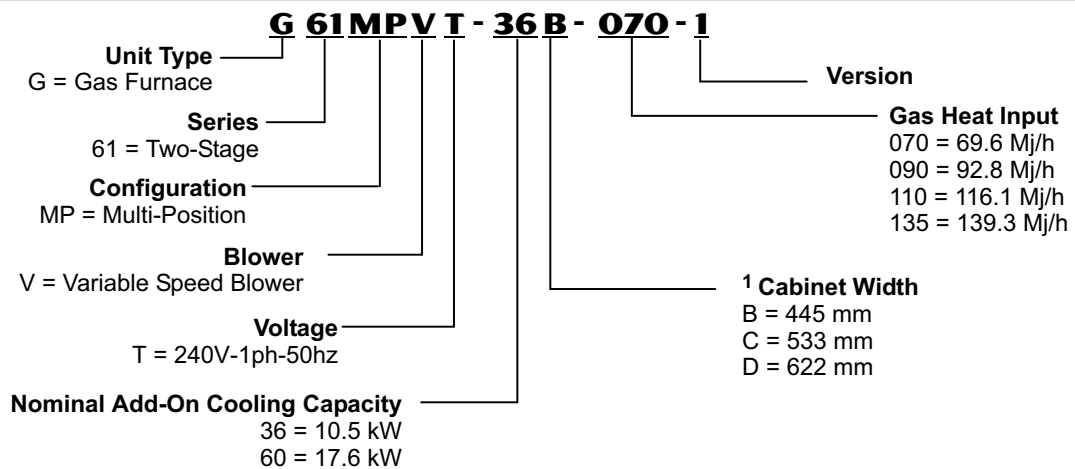 G 61 MP V T - 36 B - 070 - 1
Unit Type
G = Gas Furnace
Series
61 = Two-Stage
Configuration
MP = Multi-Position
Blower
V = Variable Speed Blower
Voltage
T = 240V-1ph-50hz
Nominal Add-On Cooling Capacity
36 = 10.5 kW
60 = 17.6 kW
Version
Gas Heat Input
070 = 69.6 Mj/h
090 = 92.8 Mj/h
110 = 116.1 Mj/h
135 = 139.3 Mj/h
1 Cabinet Width
B = 445 mm
C = 533 mm
D = 622 mm